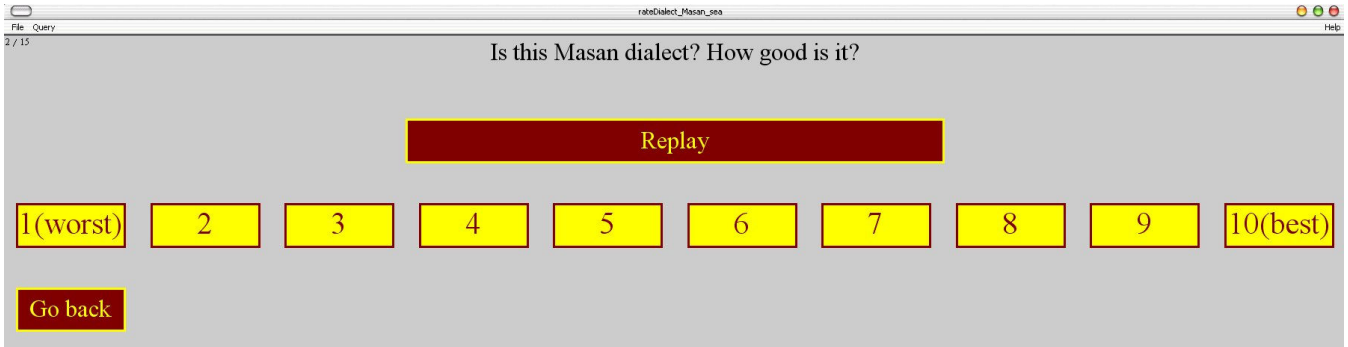 rateDialect_Masan_sea
File Query Help
2 / 15
Is this Masan dialect? How good is it?
Replay
1(worst) 2 3 4 5 6 7 8 9 10(best)
Go back